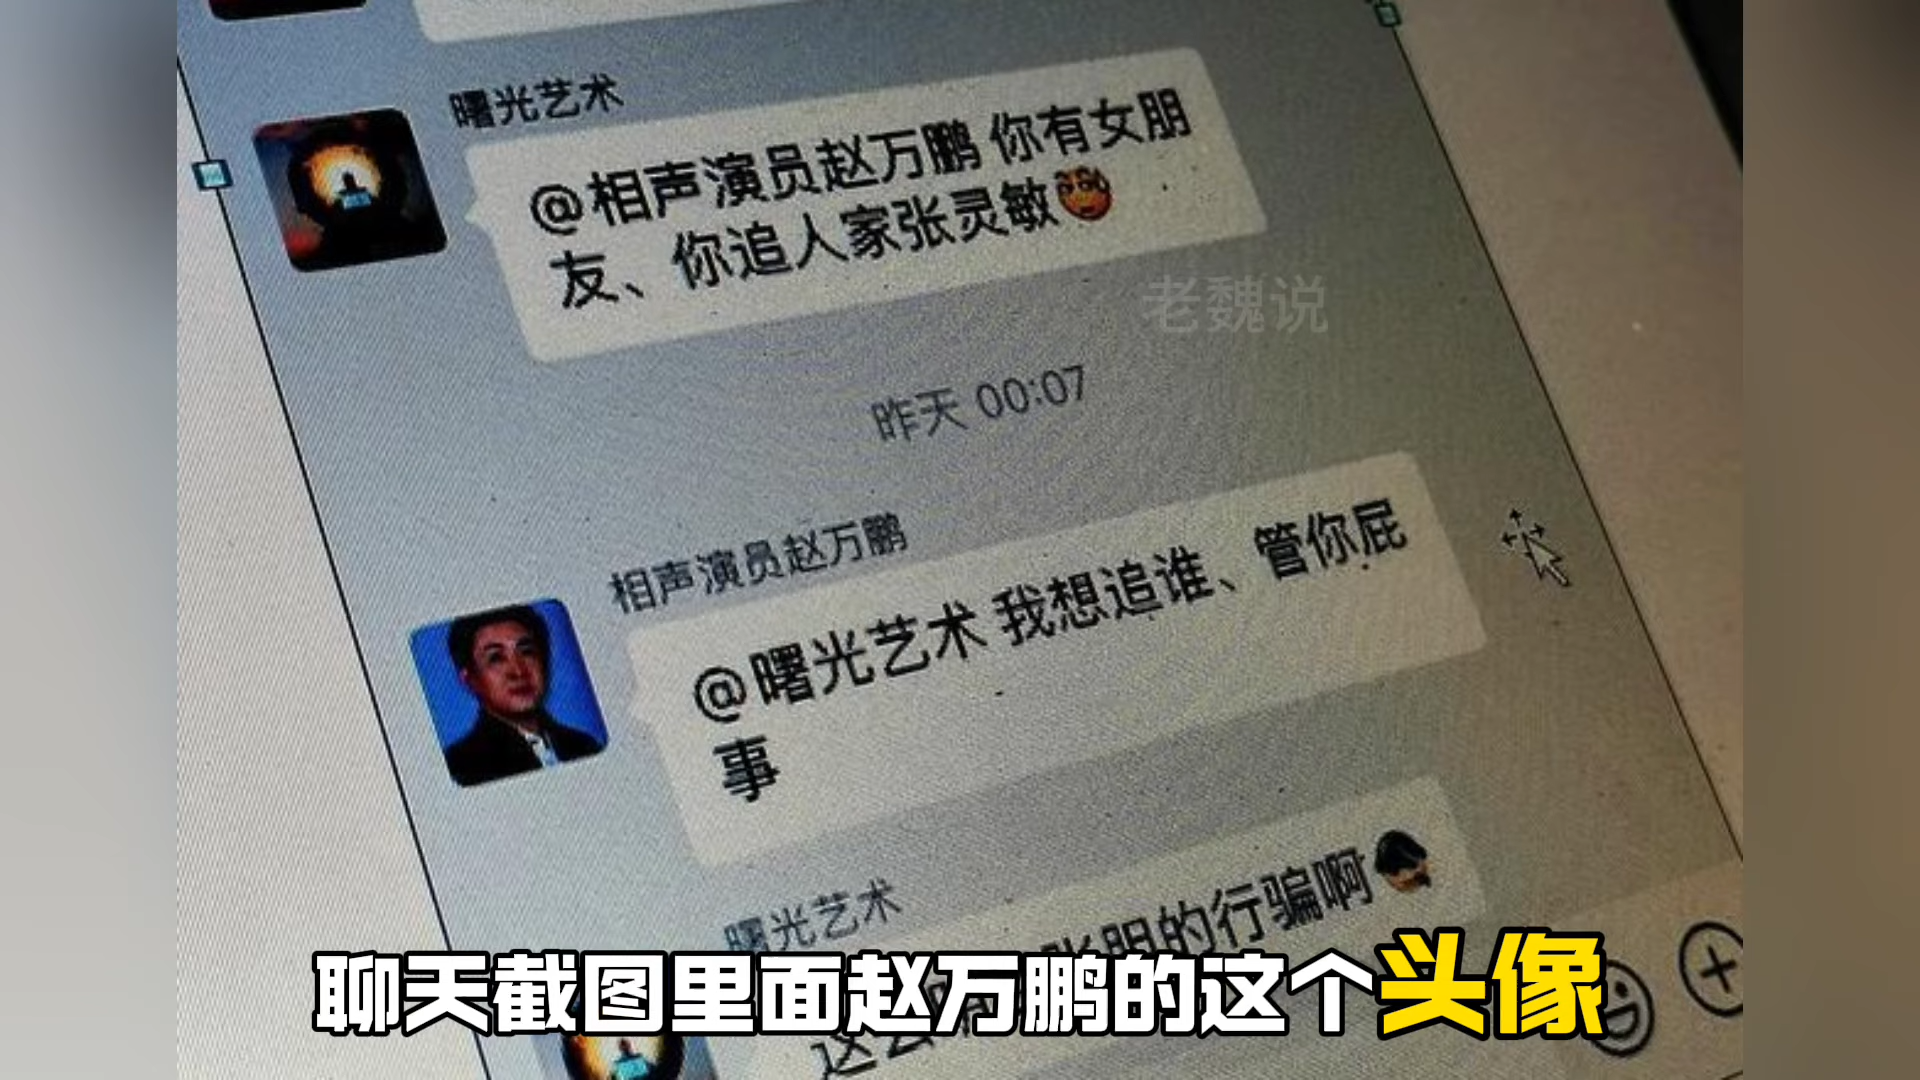 曙光艺术
@相声演员赵万鹏 你有女朋
友、你追人家张灵敏
老魏说
昨天 00:07
相声演员赵万鹏
@曙光艺术 我想追谁、管你屁
事
曙光艺术
的行骗啊
聊天截图里面赵万鹏的这个头像